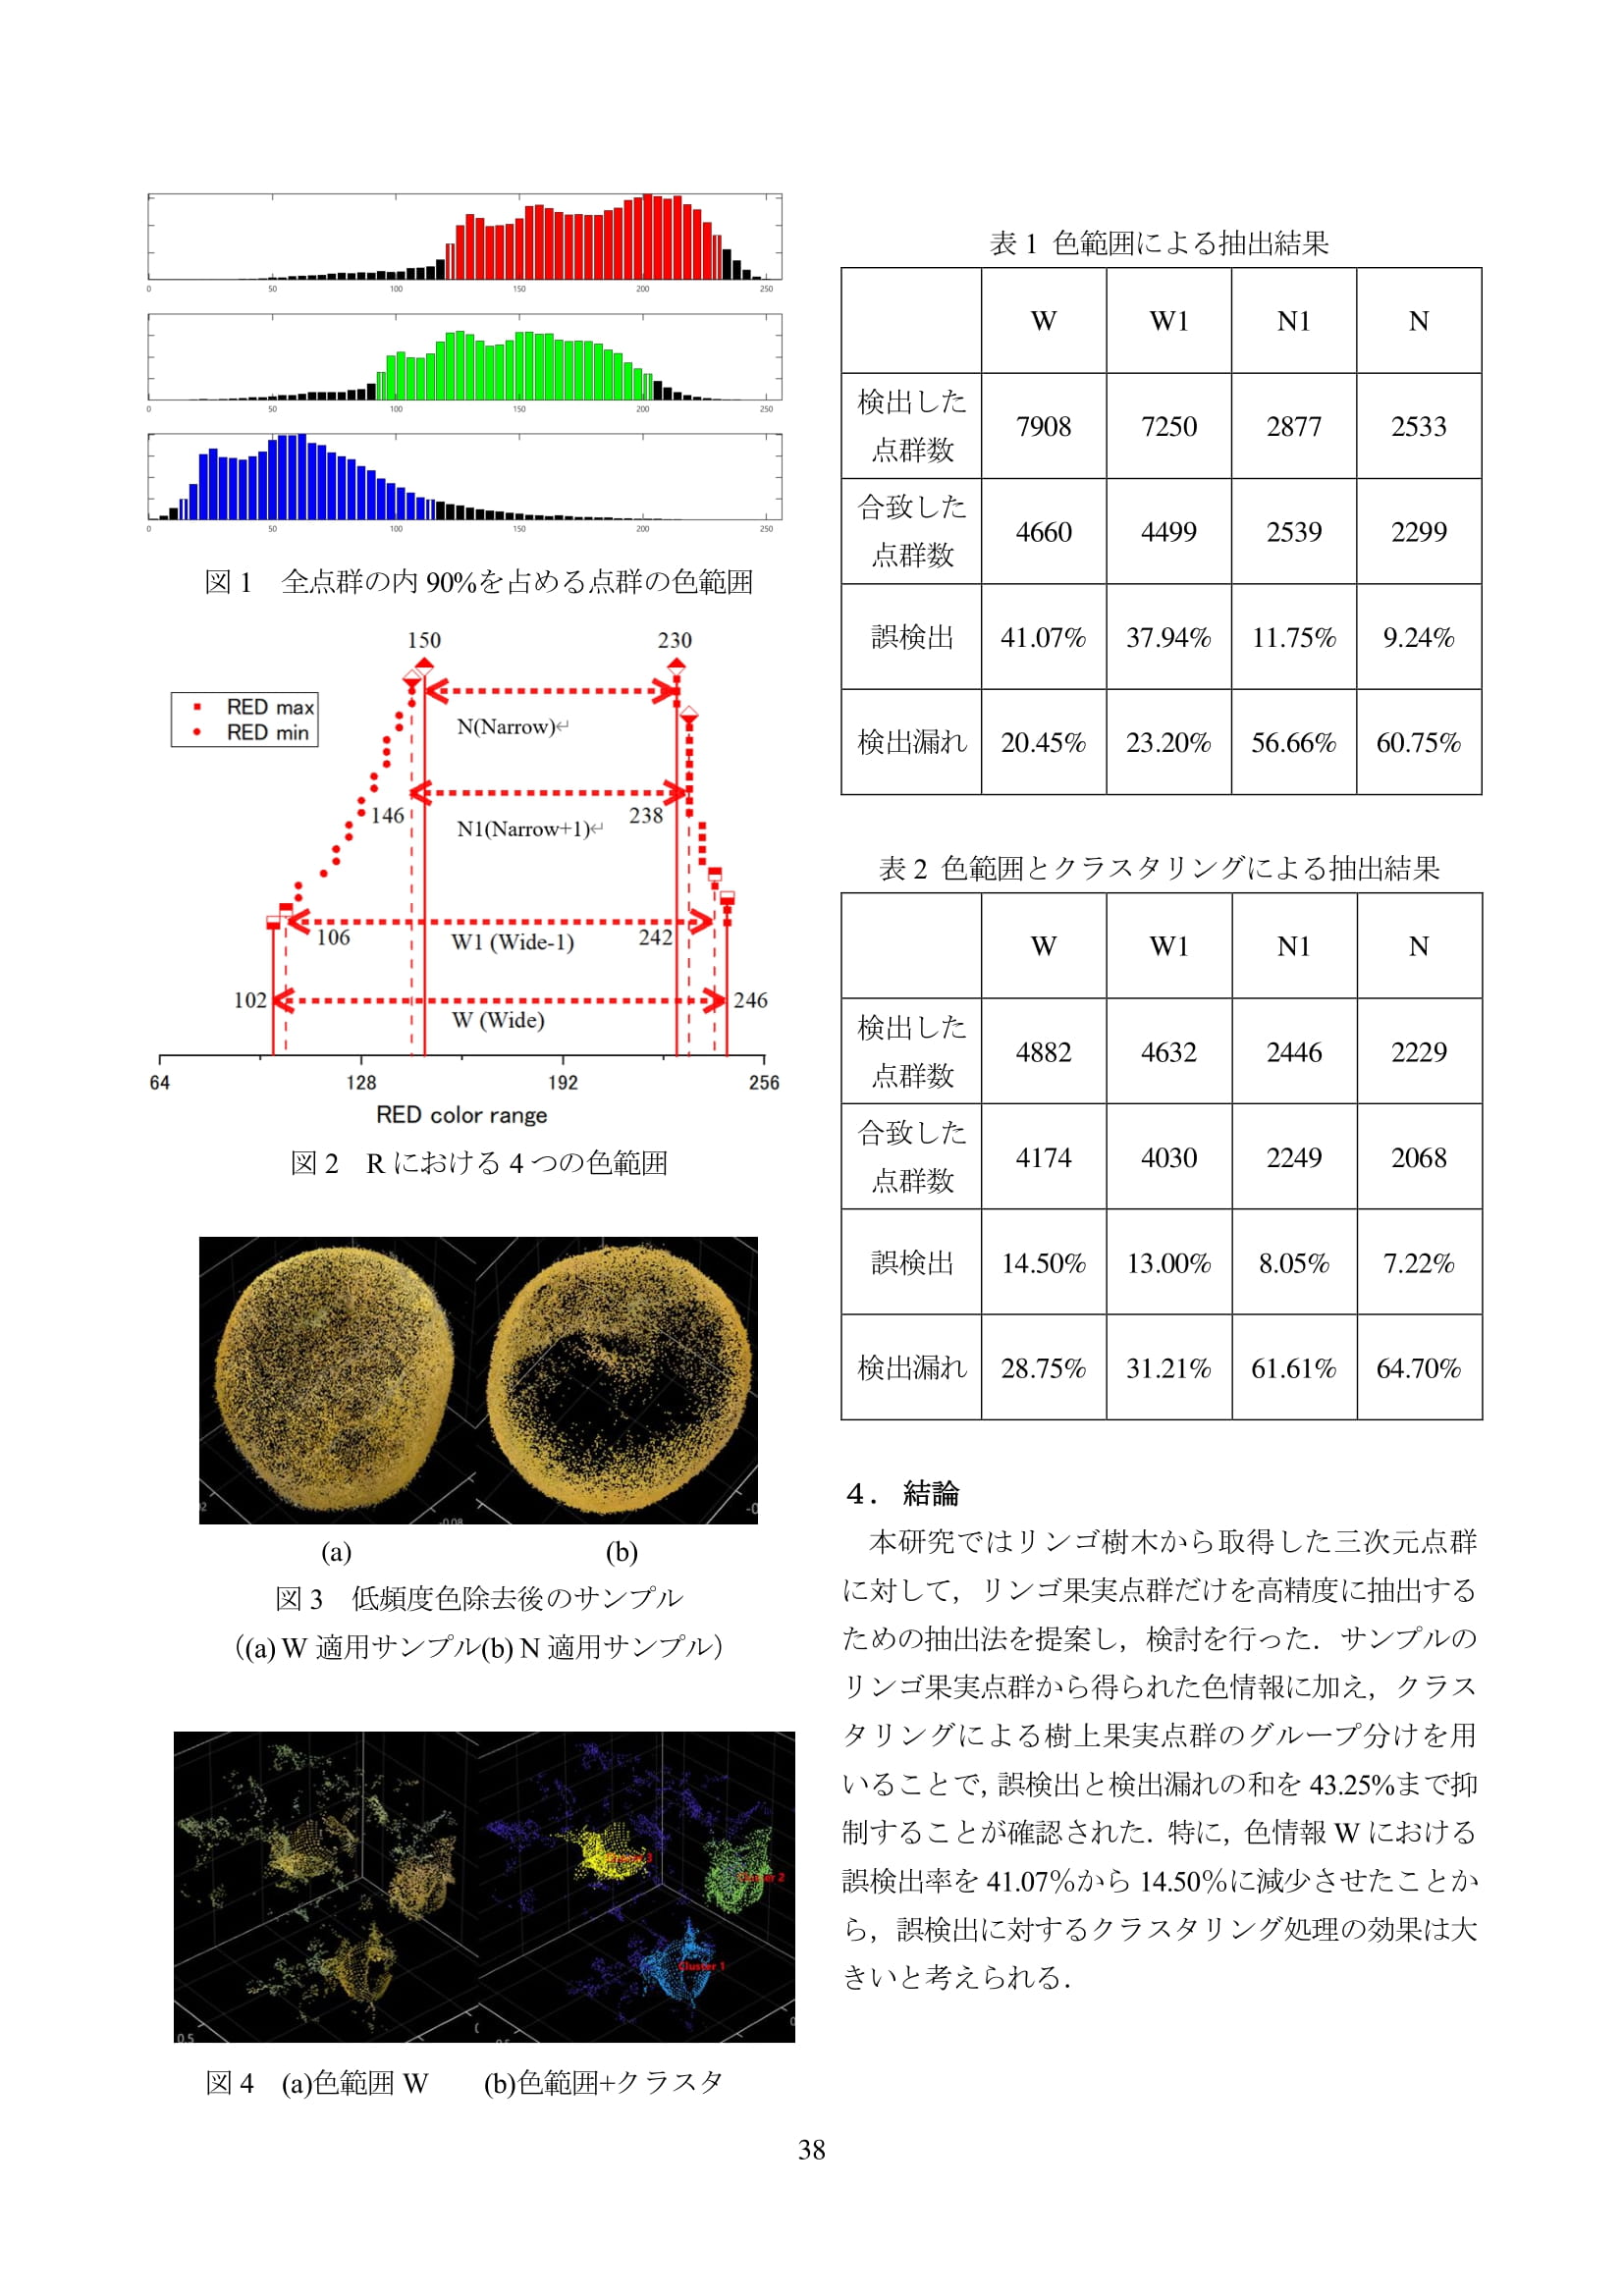 0 50 100 150 200 250
0 50 100 150 200 250
0 50 100 150 200 250
図 1　全点群の内 90%を占める点群の色範囲
150 230
RED max
RED min
N(Narrow)↵
146 238
N1(Narrow+1)↵
106 242
W1 (Wide-1)
102 246
W (Wide)
64 128 192 256
RED color range
図 2　R における 4 つの色範囲
-0.08
(a) (b)
図 3　低頻度色除去後のサンプル
((a) W 適用サンプル(b) N 適用サンプル)
Cluster 3
Cluster 2
Cluster 1
0.5
図 4　(a)色範囲 W　　(b)色範囲+クラスタ
表 1 色範囲による抽出結果
W W1 N1 N
検出した
点群数 7908 7250 2877 2533
合致した
点群数 4660 4499 2539 2299
誤検出 41.07% 37.94% 11.75% 9.24%
検出漏れ 20.45% 23.20% 56.66% 60.75%
表 2 色範囲とクラスタリングによる抽出結果
W W1 N1 N
検出した
点群数 4882 4632 2446 2229
合致した
点群数 4174 4030 2249 2068
誤検出 14.50% 13.00% 8.05% 7.22%
検出漏れ 28.75% 31.21% 61.61% 64.70%
４． 結論
本研究ではリンゴ樹木から取得した三次元点群
に対して，リンゴ果実点群だけを高精度に抽出する
ための抽出法を提案し，検討を行った．サンプルの
リンゴ果実点群から得られた色情報に加え，クラス
タリングによる樹上果実点群のグループ分けを用
いることで，誤検出と検出漏れの和を 43.25%まで抑
制することが確認された．特に，色情報 W における
誤検出率を 41.07%から 14.50%に減少させたことか
ら，誤検出に対するクラスタリング処理の効果は大
きいと考えられる．
38